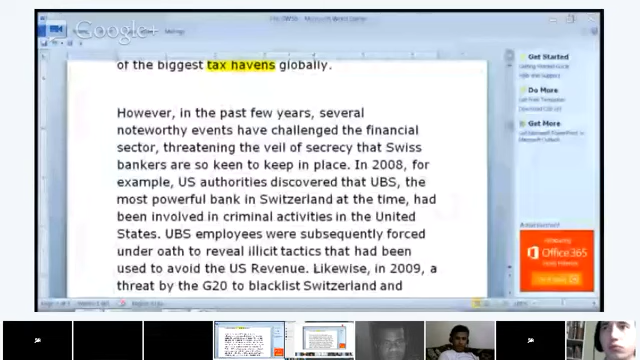 Google+
of the biggest tax havens globally.
However, in the past few years, several
noteworthy events have challenged the financial
sector, threatening the veil of secrecy that Swiss
bankers are so keen to keep in place. In 2008, for
example, US authorities discovered that UBS, the
most powerful bank in Switzerland at the time, had
been involved in criminal activities in the United
States. UBS employees were subsequently forced
under oath to reveal illicit tactics that had been
used to avoid the US Revenue. Likewise, in 2009, a
threat by the G20 to blacklist Switzerland and
Get Started
Do More
Get More
Office365